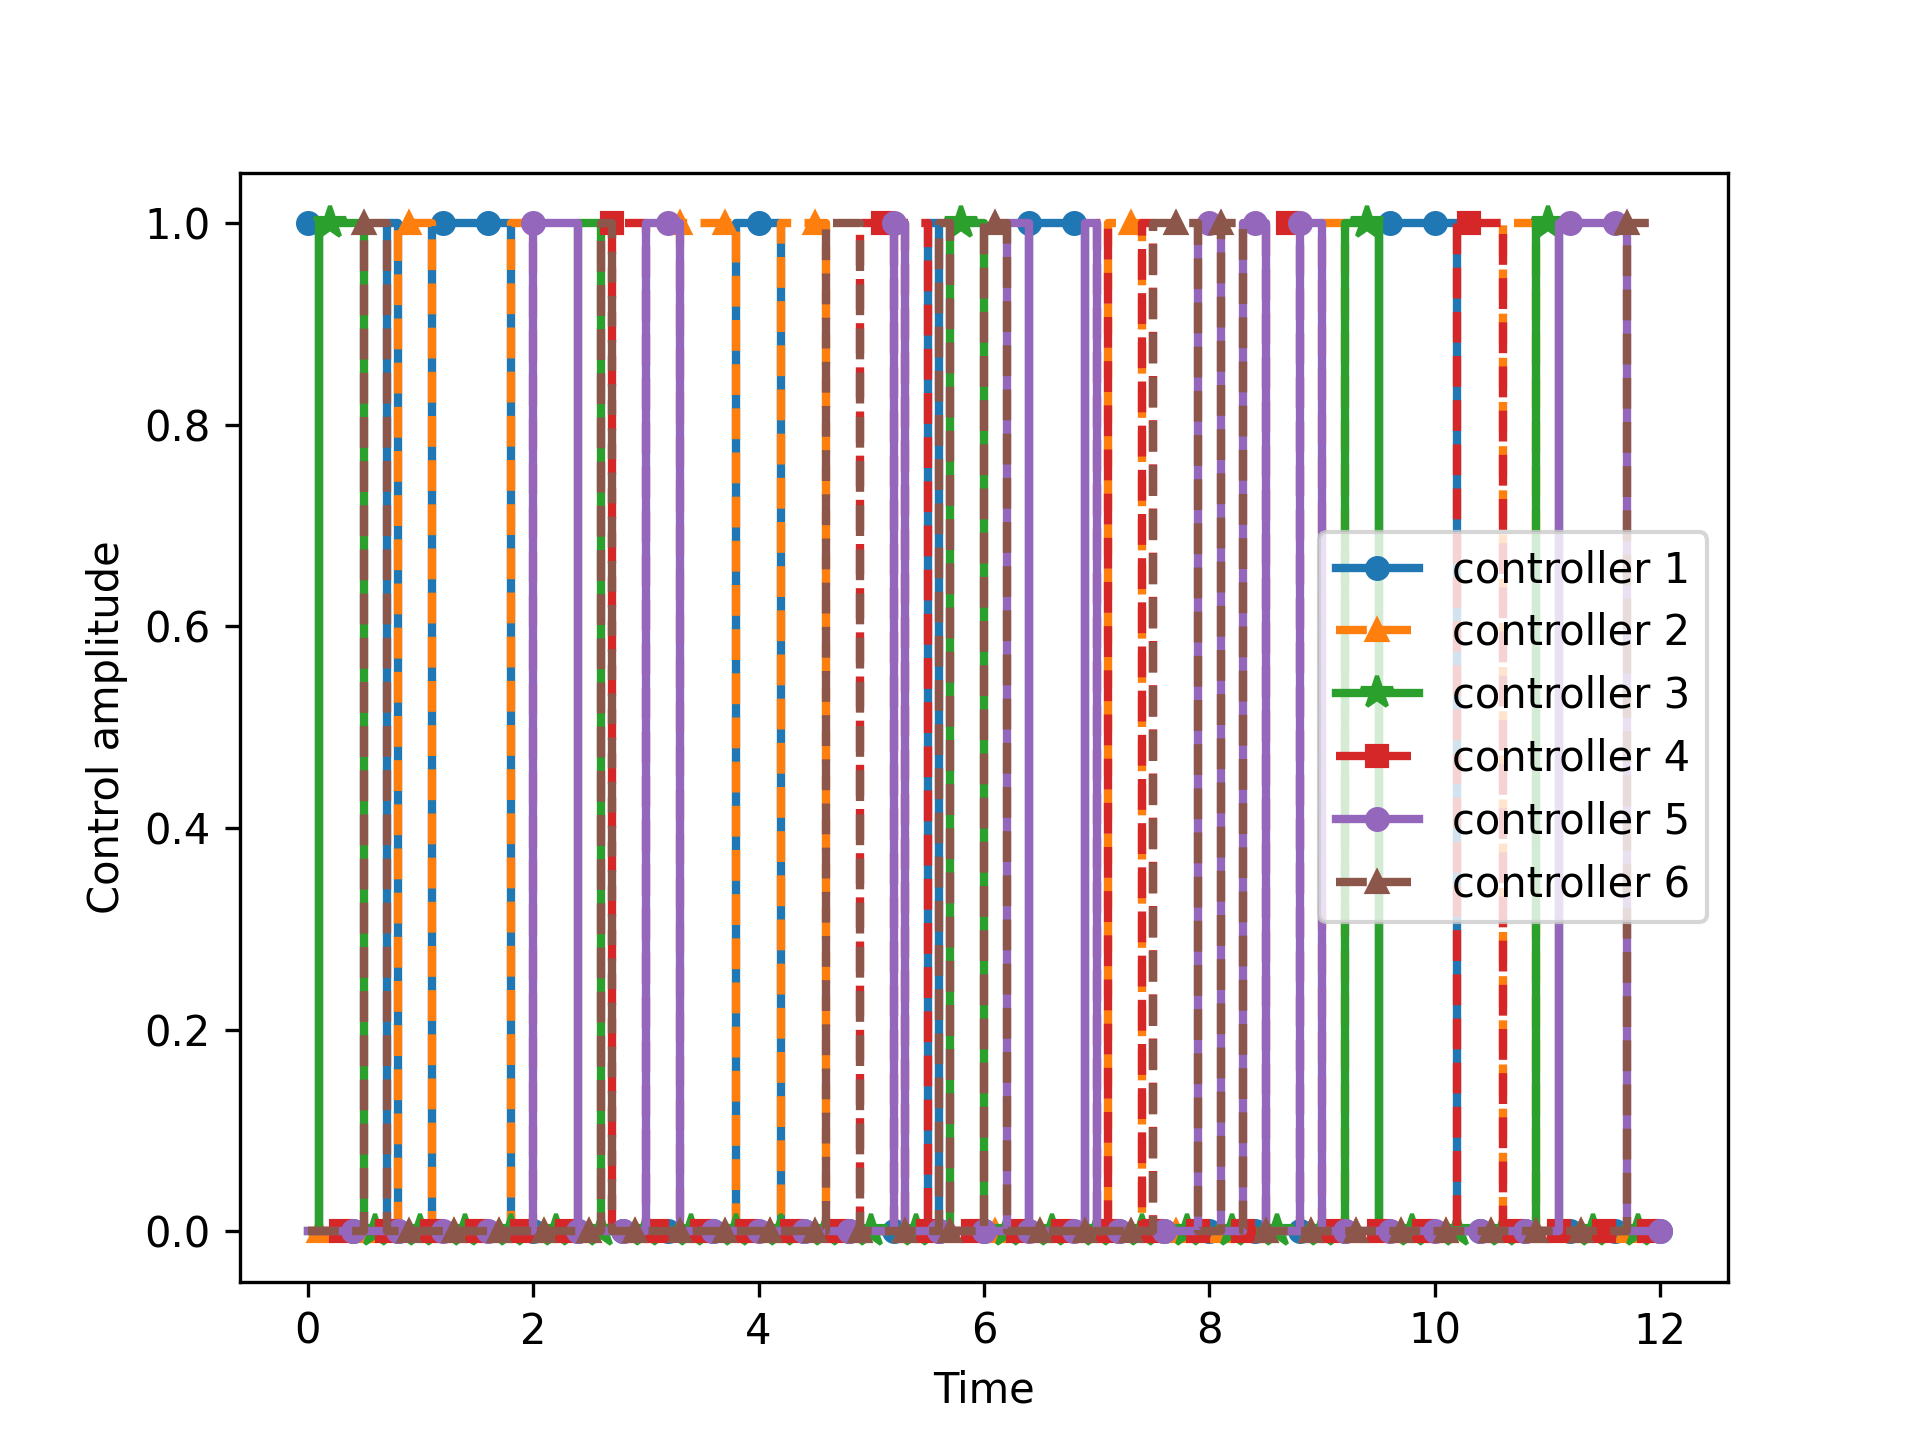 1.0
0.8
0.6
0.4
0.2
0.0
Control amplitude
controller 1
controller 2
controller 3
controller 4
controller 5
controller 6
0 2 4 6 8 10 12
Time